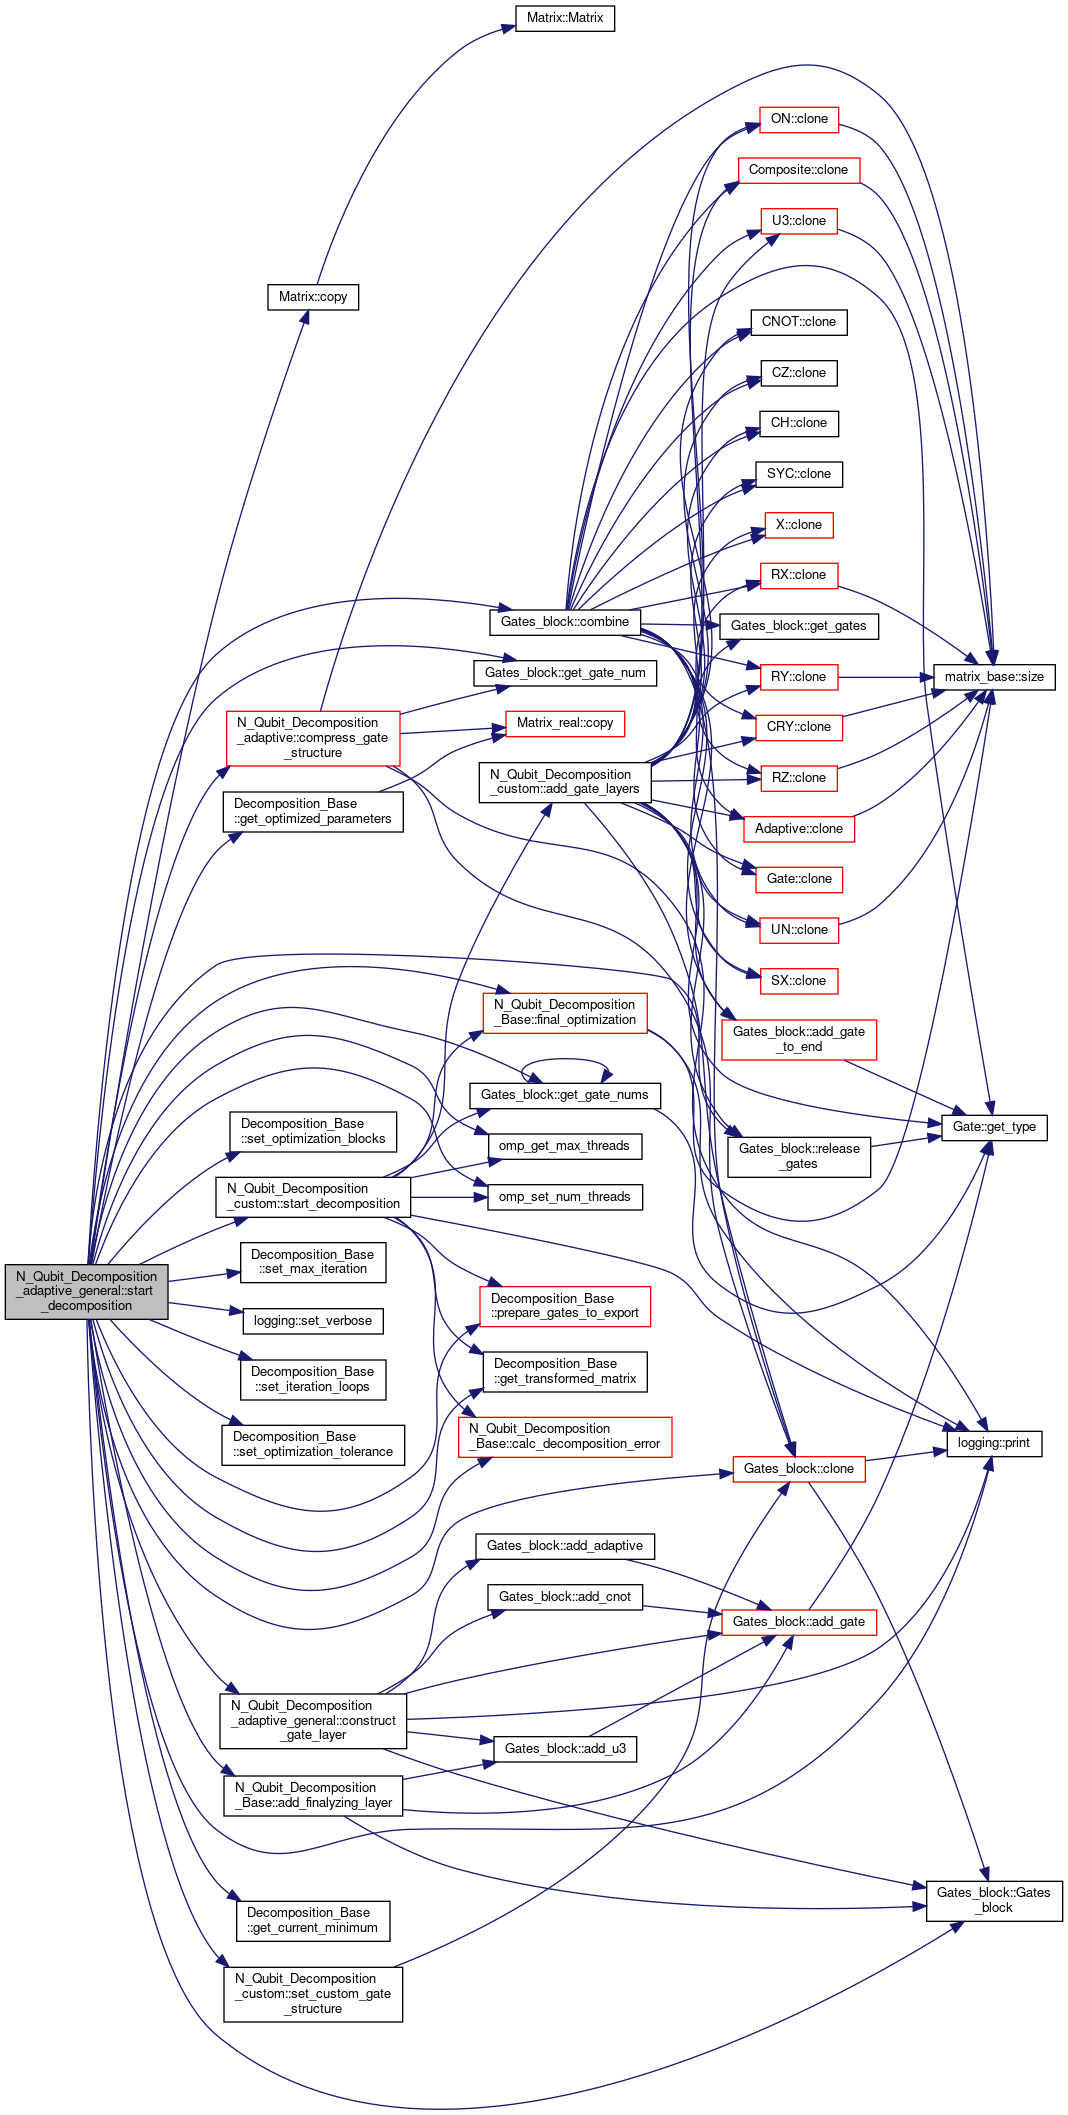 Matrix::Matrix
ON::clone
Composite::clone
U3::clone
Matrix::copy
CNOT::clone
CZ::clone
CH::clone
SYC::clone
X::clone
RX::clone
Gates_block::combine
Gates_block::get_gates
Gates_block::get_gate_num
RY::clone
matrix_base::size
N_Qubit_Decomposition
_adaptive::compress_gate
_structure
Matrix_real::copy
CRY::clone
N_Qubit_Decomposition
_custom::add_gate_layers
RZ::clone
Decomposition_Base
::get_optimized_parameters
Adaptive::clone
Gate::clone
UN::clone
SX::clone
N_Qubit_Decomposition
_Base::final_optimization
Gates_block::add_gate
_to_end
Gates_block::get_gate_nums
Decomposition_Base
::set_optimization_blocks
Gate::get_type
omp_get_max_threads
Gates_block::release
_gates
N_Qubit_Decomposition
_custom::start_decomposition
omp_set_num_threads
Decomposition_Base
::set_max_iteration
N_Qubit_Decomposition
_adaptive_general::start
_decomposition
Decomposition_Base
::prepare_gates_to_export
logging::set_verbose
Decomposition_Base
::set_iteration_loops
Decomposition_Base
::get_transformed_matrix
Decomposition_Base
::set_optimization_tolerance
N_Qubit_Decomposition
_Base::calc_decomposition_error
logging::print
Gates_block::clone
Gates_block::add_adaptive
Gates_block::add_cnot
Gates_block::add_gate
N_Qubit_Decomposition
_adaptive_general::construct
_gate_layer
Gates_block::add_u3
N_Qubit_Decomposition
_Base::add_finalyzing_layer
Gates_block::Gates
_block
Decomposition_Base
::get_current_minimum
N_Qubit_Decomposition
_custom::set_custom_gate
_structure